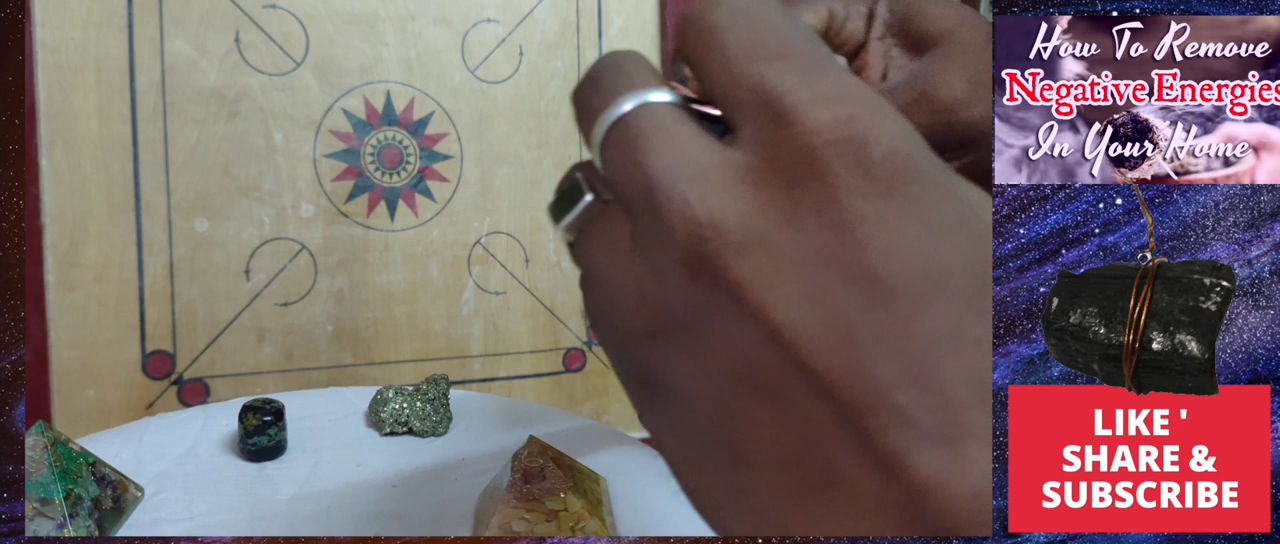 How To Remove
Negative Energies
In Your Home
LIKE '
SHARE &
SUBSCRIBE